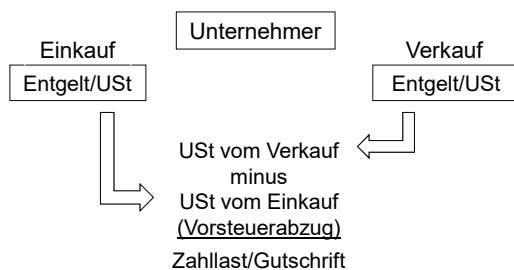 Unternehmer
Einkauf
Verkauf
Entgelt/USt
Entgelt/USt
USt vom Verkauf
minus
USt vom Einkauf
(Vorsteuerabzug)
Zahllast/Gutschrift